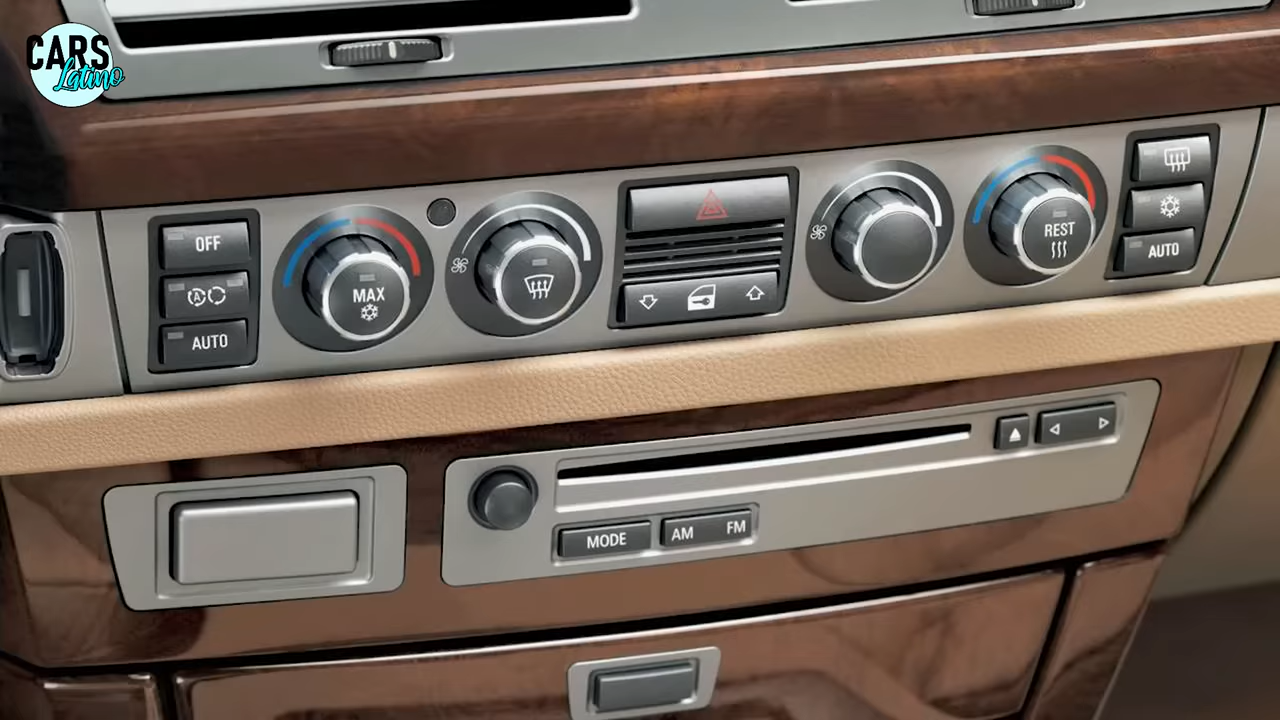 CARS
Latino
OFF
A
AUTO
MAX
REST
AUTO
MODE
AM FM